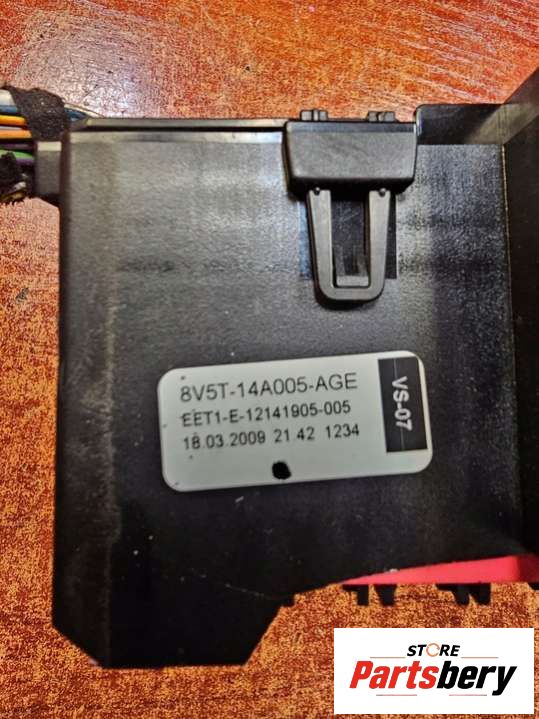 8V5T-14A005-AGE
EET1-E-12141905-005
18.03.2009 21 42 1234
VS-07
STORE
Partsbery